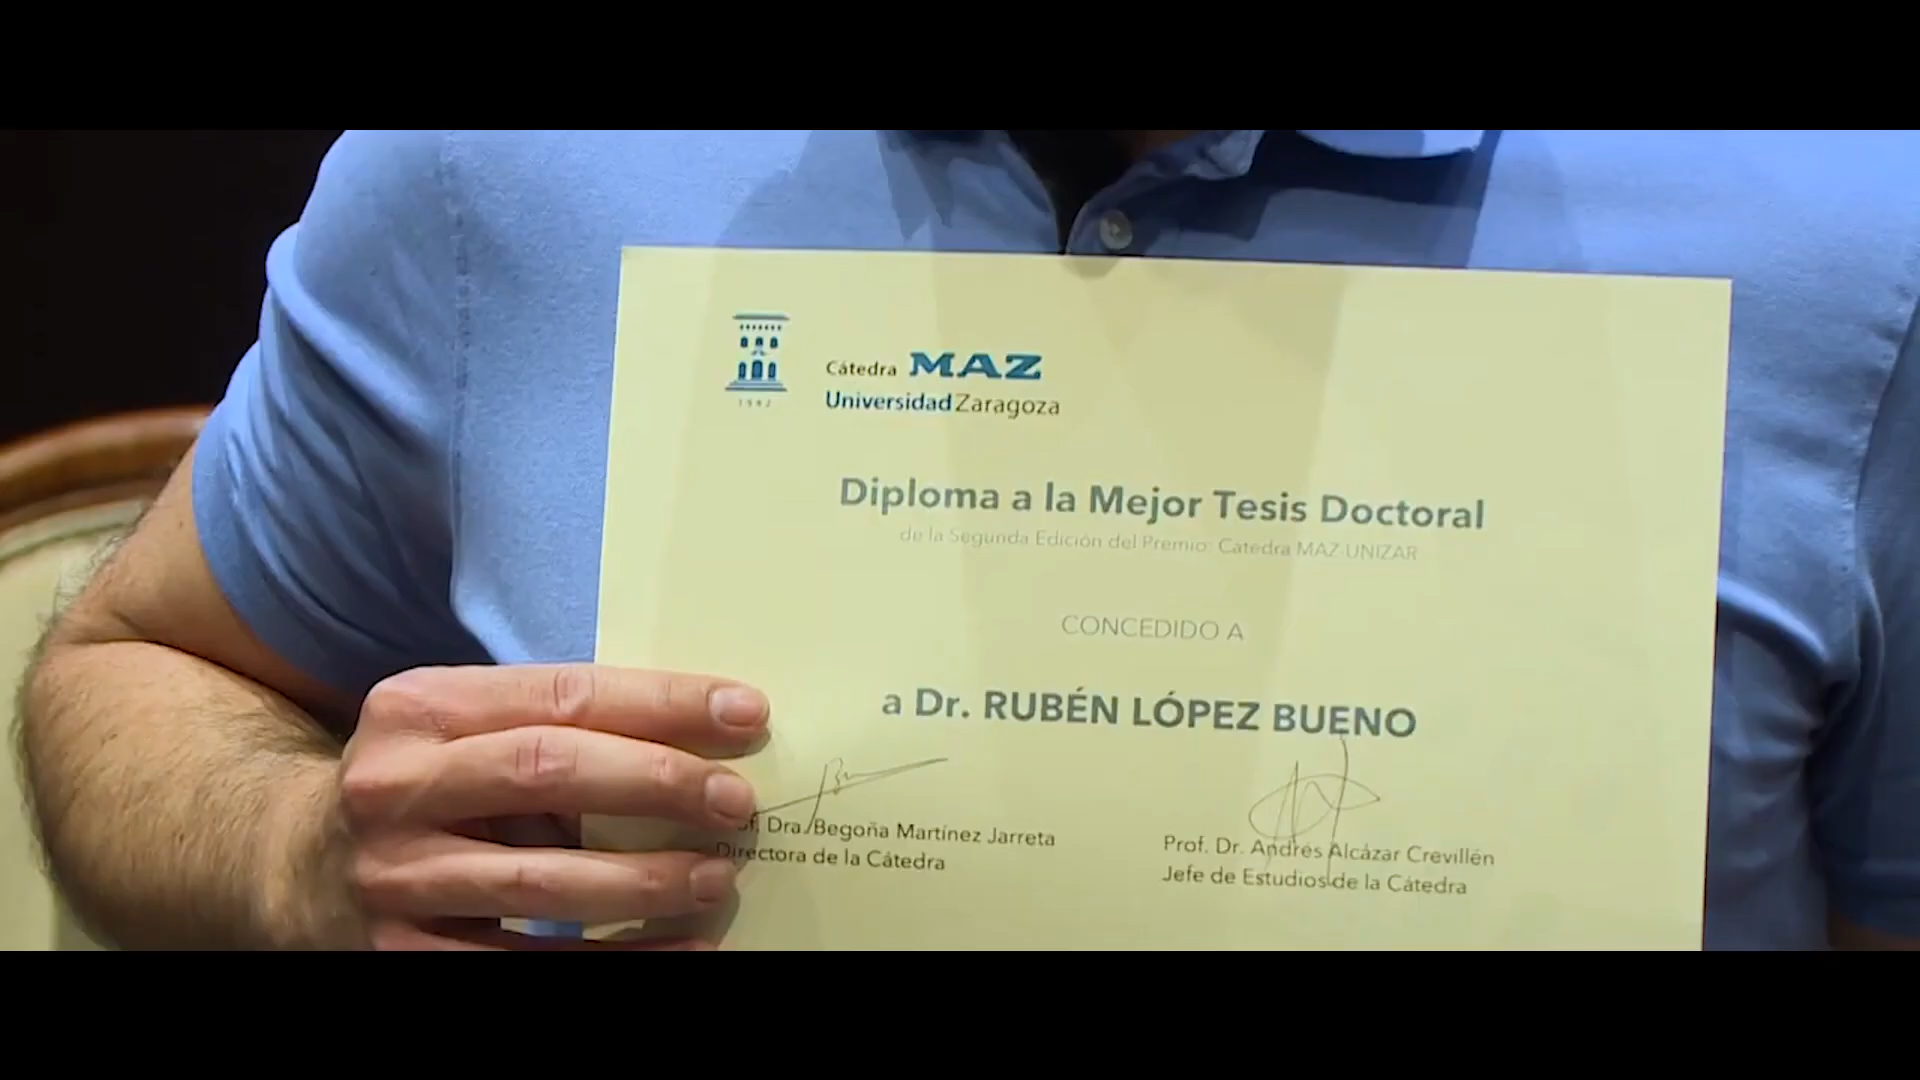 1542
Cátedra MAZ
Universidad Zaragoza
Diploma a la Mejor Tesis Doctoral
de la Segunda Edición del Premio: Catedra MAZ-UNIZAR
CONCEDIDO A
a Dr. RUBÉN LÓPEZ BUENO
Dra. Begoña Martínez Jarreta
Directora de la Cátedra
Prof. Dr. Andrés Alcázar Crevillén
Jefe de Estudios de la Cátedra